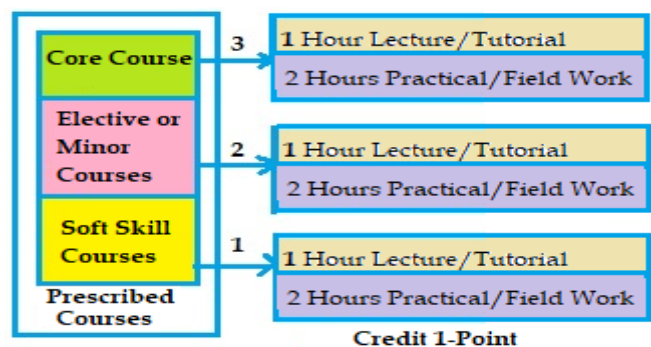 Core Course
3
1 Hour Lecture/Tutorial
2 Hours Practical/Field Work
Elective or
Minor
Courses
2
1 Hour Lecture/Tutorial
2 Hours Practical/Field Work
Soft Skill
Courses
1
1 Hour Lecture/Tutorial
2 Hours Practical/Field Work
Prescribed
Courses
Credit 1-Point